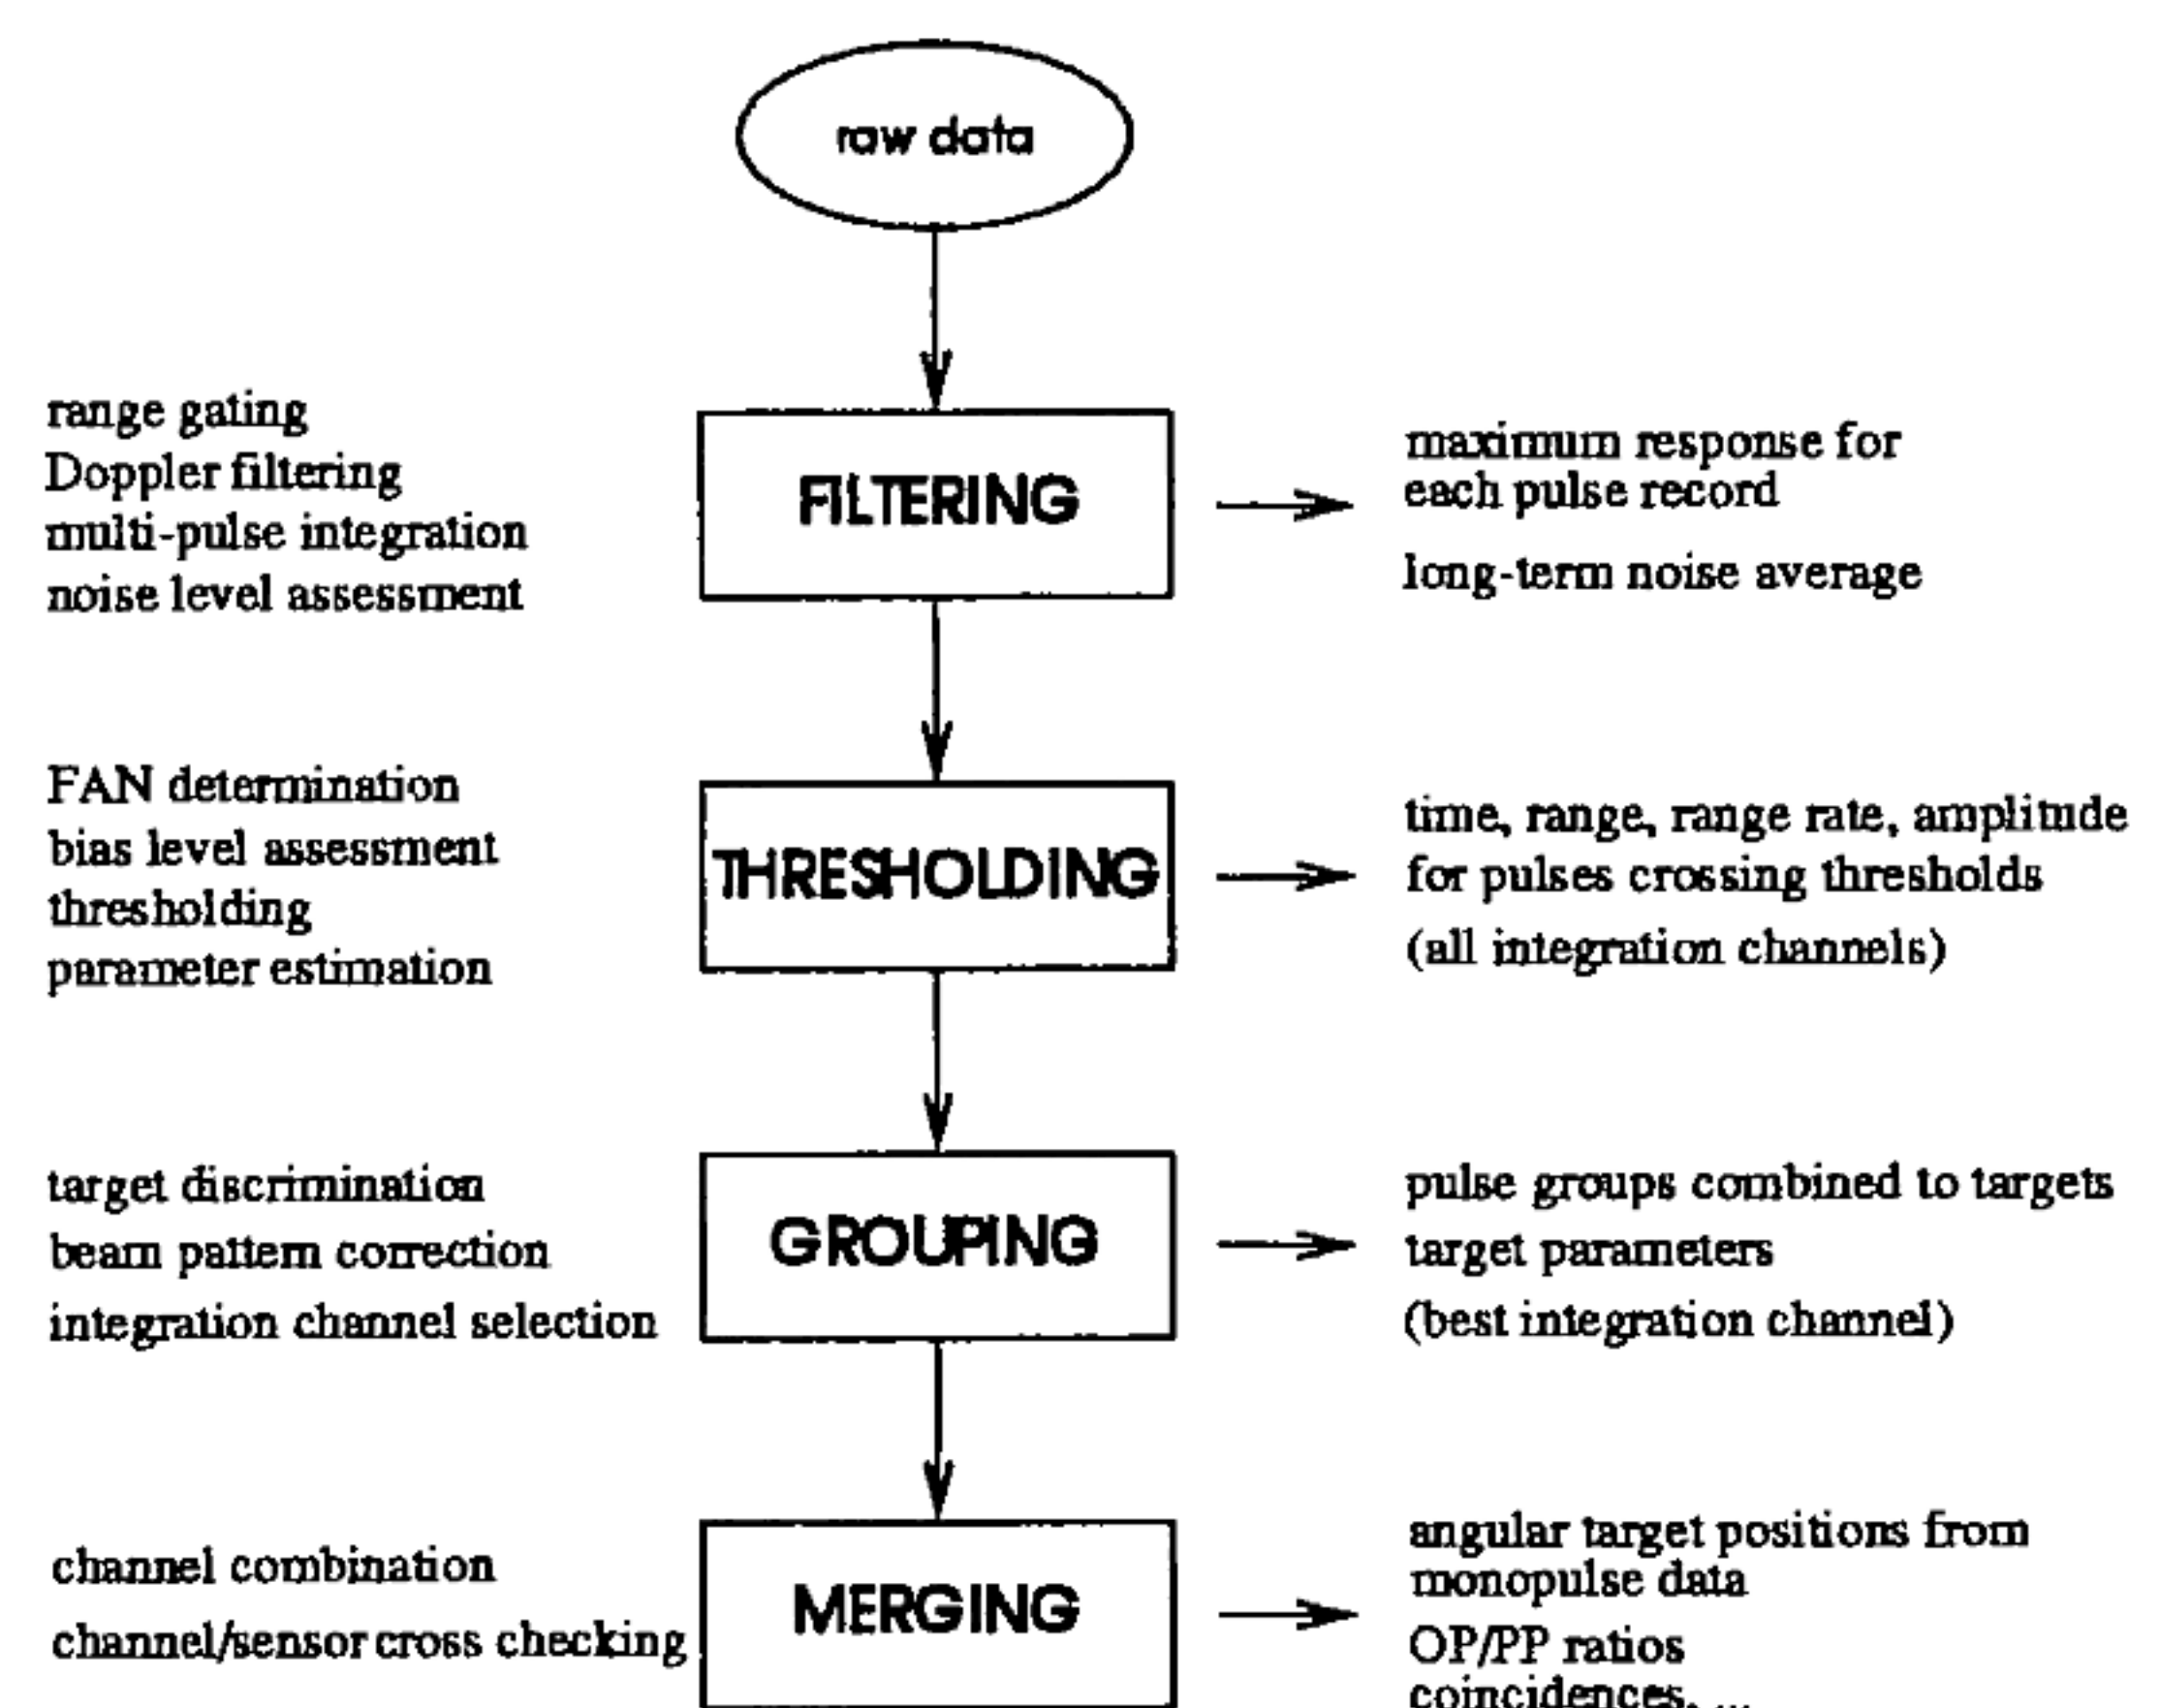 raw data
range gating
Doppler filtering
multi-pulse integration
noise level assessment
FILTERING
maximum response for
each pulse record
long-term noise average
FAN determination
bias level assessment
thresholding
parameter estimation
THRESHOLDING
time, range, range rate, amplitude
for pulses crossing thresholds
(all integration channels)
target discrimination
beam pattern correction
integration channel selection
GROUPING
pulse groups combined to targets
target parameters
(best integration channel)
channel combination
channel/sensor cross checking
MERGING
angular target positions from
monopulse data
OP/PP ratios
coincidences, ...